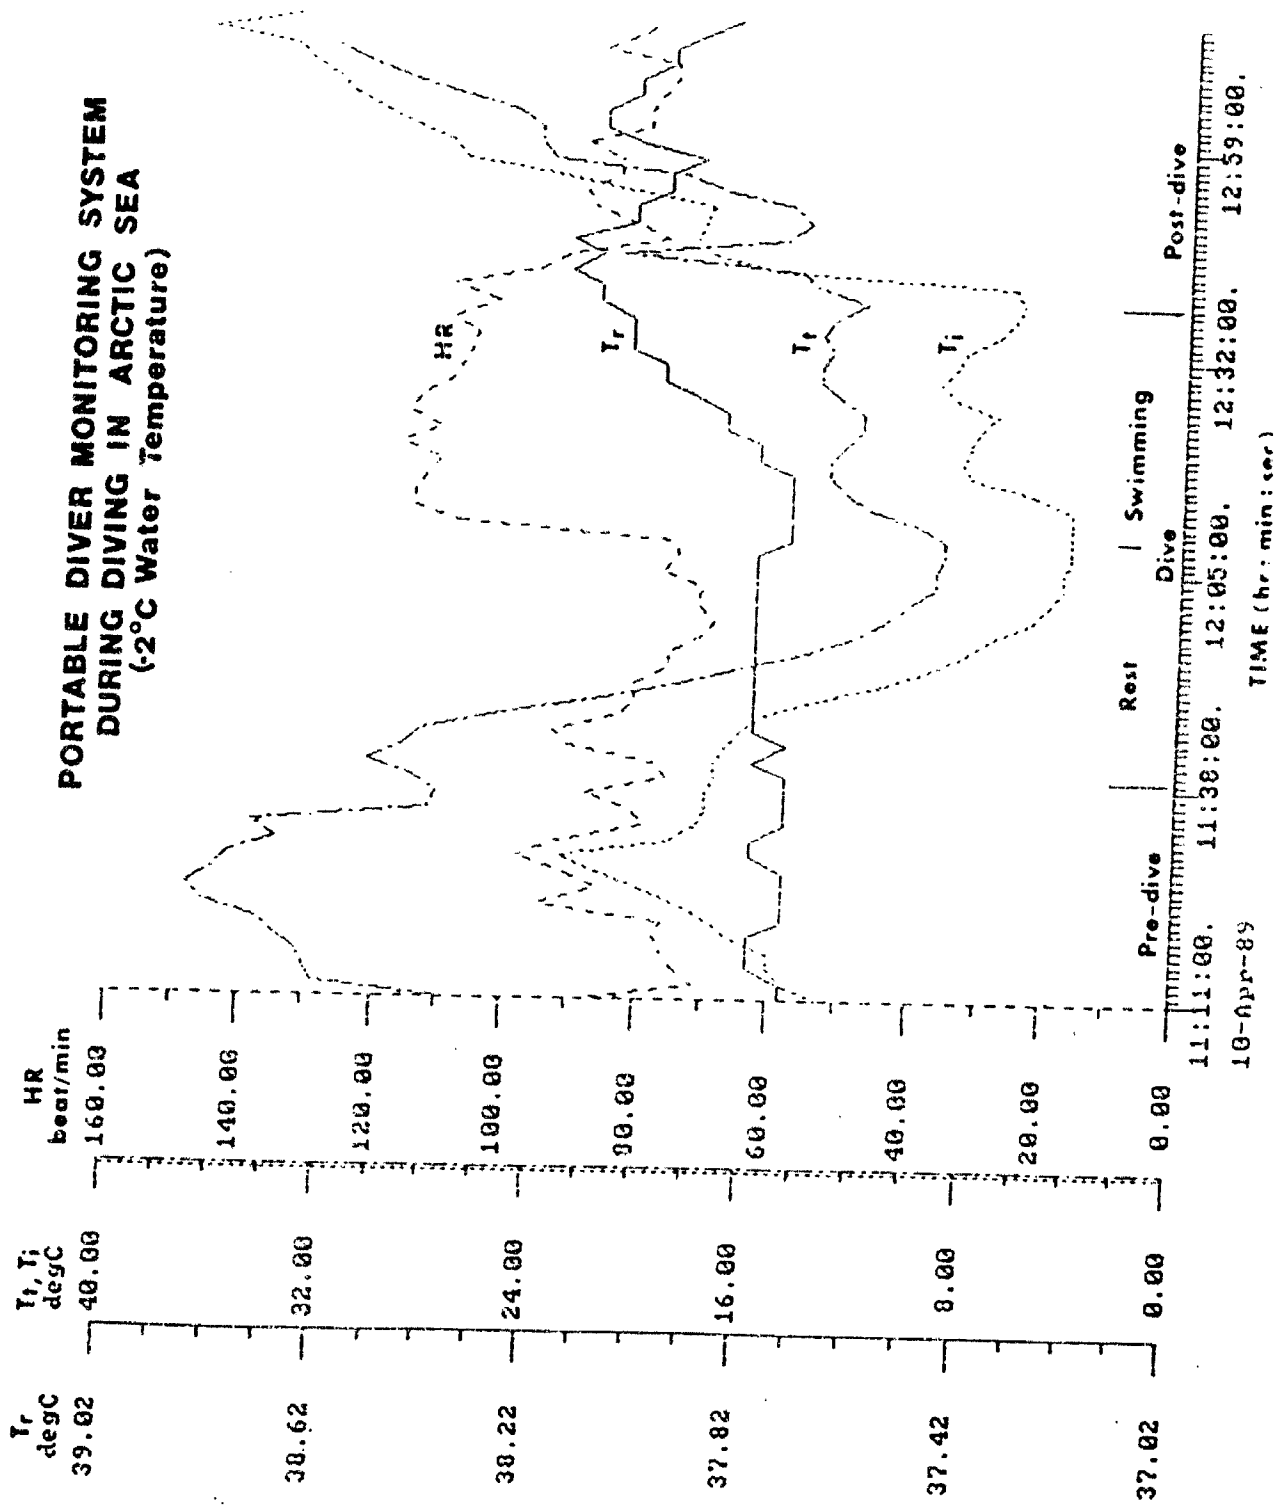 PORTABLE DIVER MONITORING SYSTEM
DURING DIVING IN ARCTIC SEA
(-2°C Water Temperature)
Tr
degC
39.02
38.62
38.22
37.82
37.42
37.02
Tt, Ti
degC
40.00
32.00
24.00
16.00
8.00
0.00
HR
beat/min
160.00
140.00
120.00
100.00
80.00
60.00
40.00
20.00
0.00
HR
Tr
Tt
Ti
Pre-dive
Rest
Swimming
Dive
Post-dive
11:11:00. 11:38:00. 12:05:00. 12:32:00. 12:59:00.
10-Apr-89
TIME (hr:min:sec)